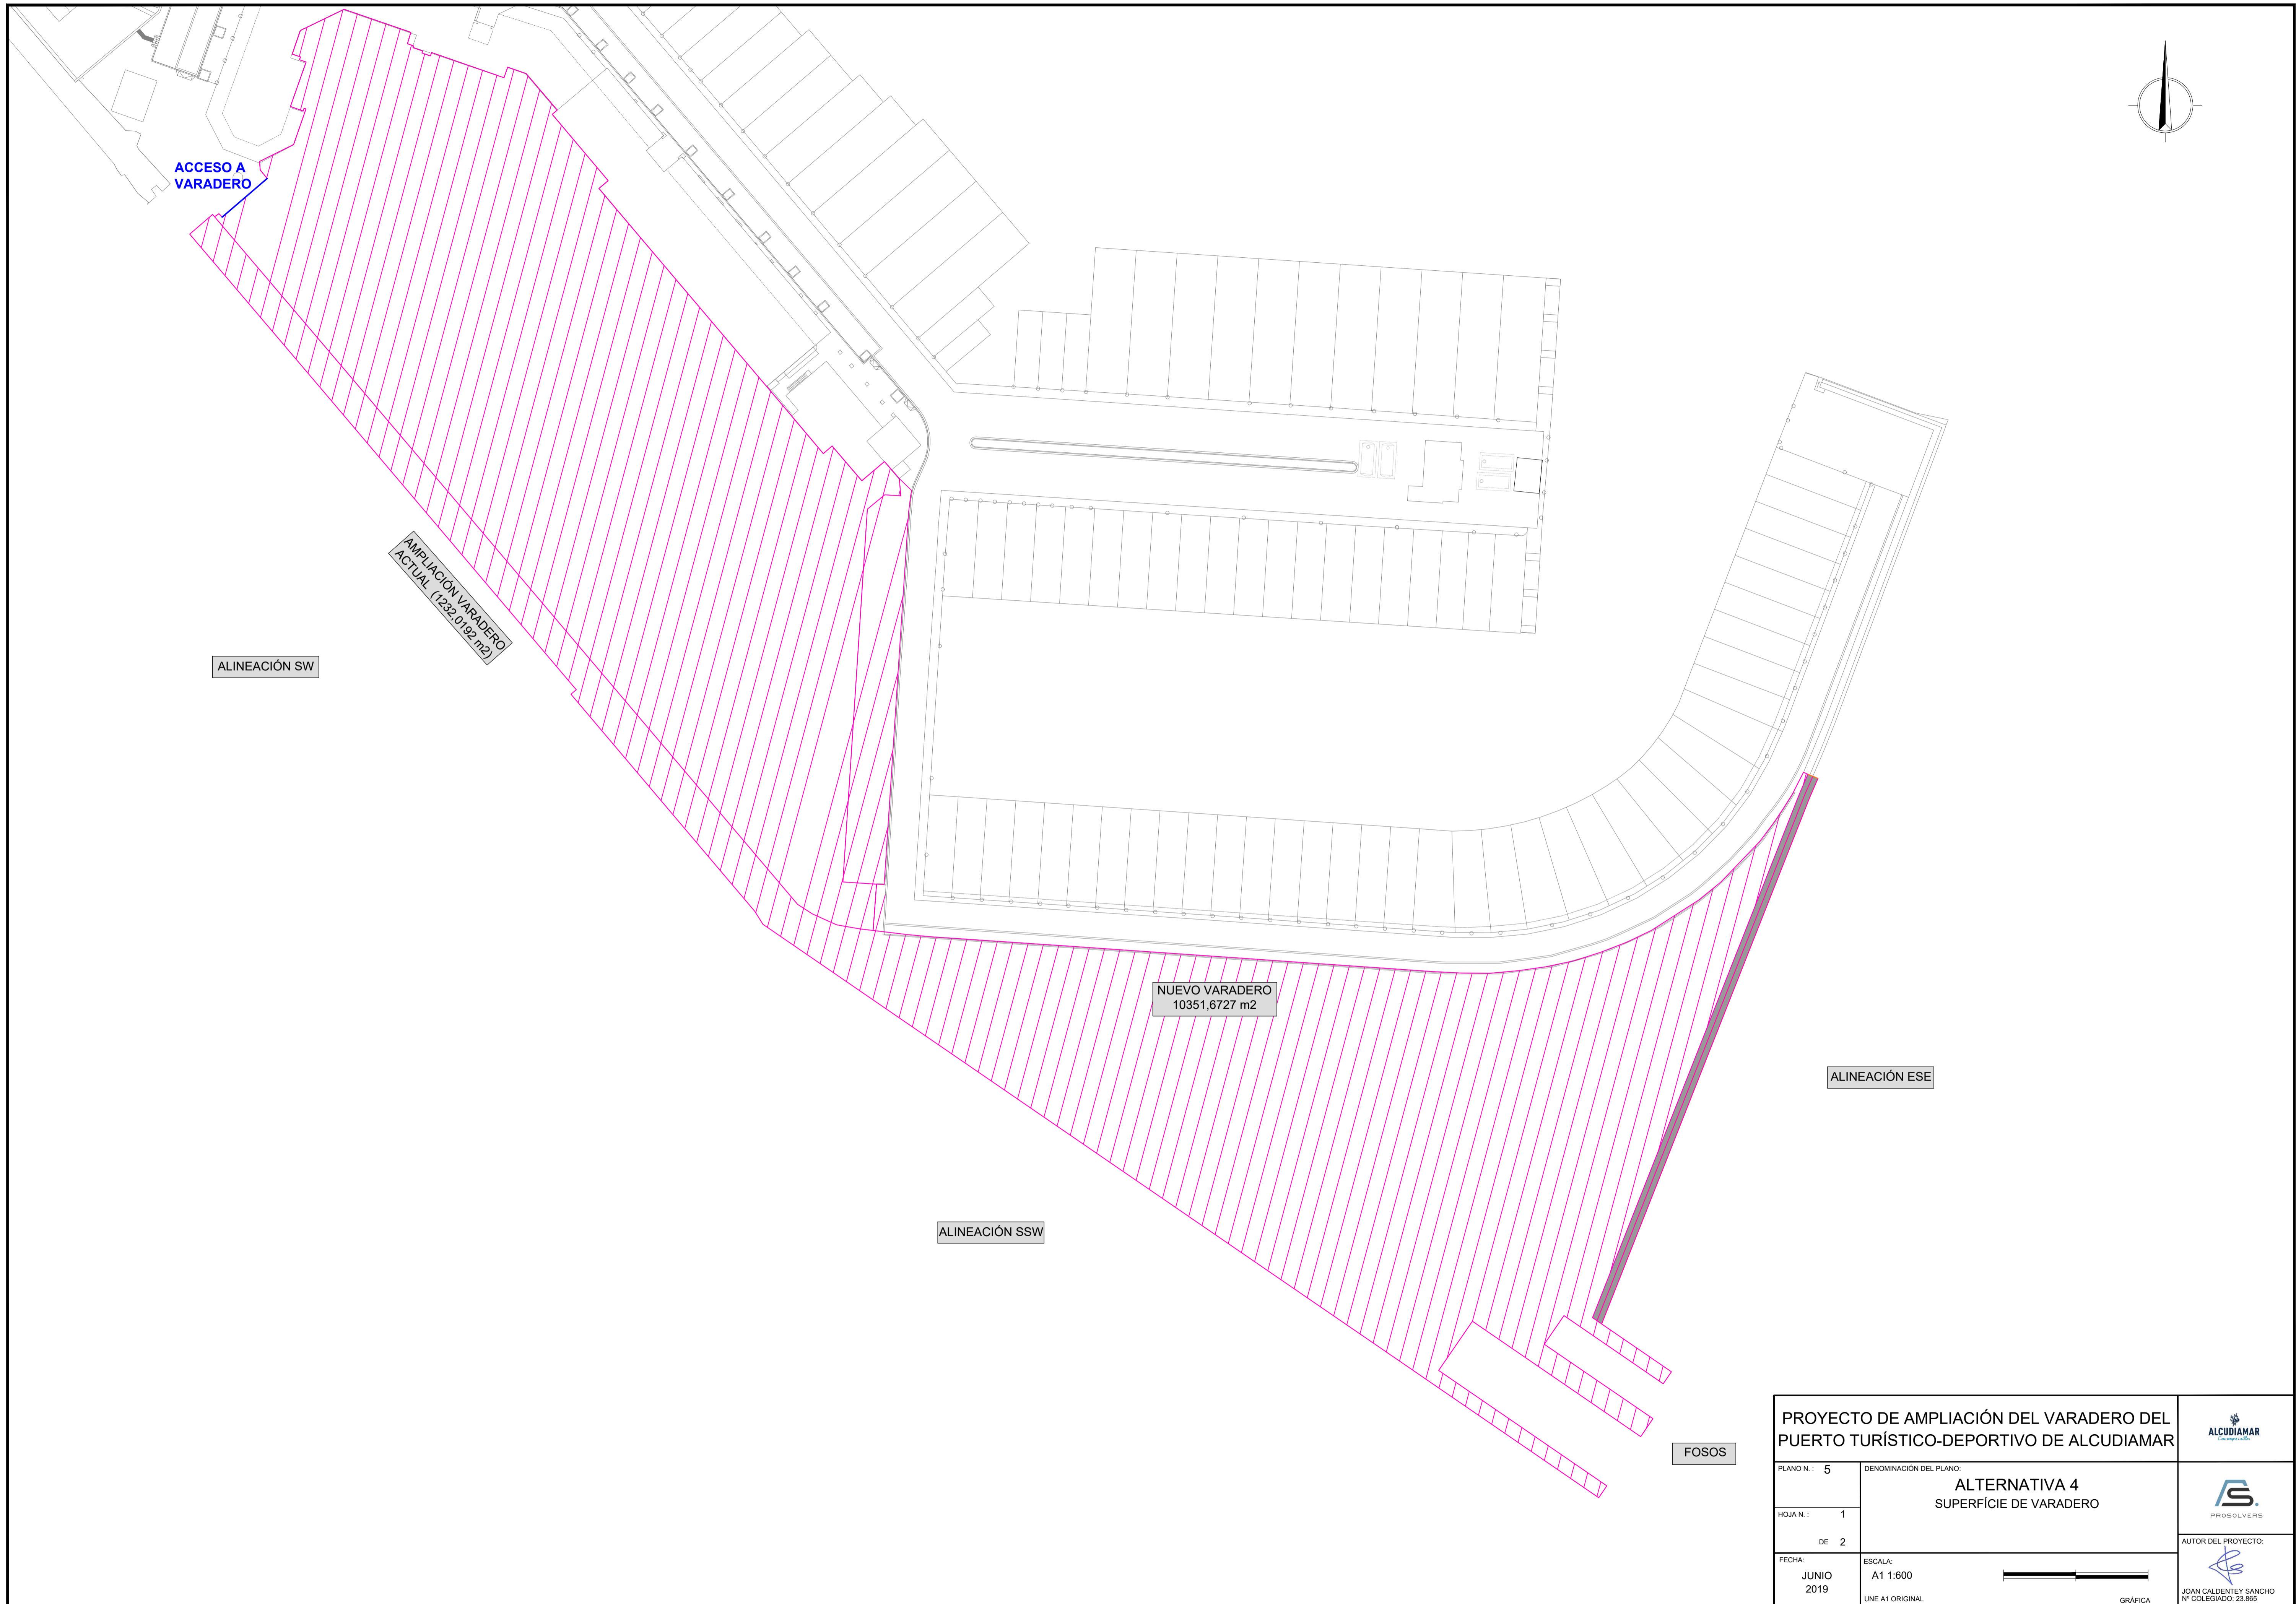 ACCESO A
VARADERO
AMPLIACIÓN VARADERO
ACTUAL (1232,0192 m2)
ALINEACIÓN SW
NUEVO VARADERO
10351,6727 m2
ALINEACIÓN ESE
ALINEACIÓN SSW
FOSOS
PROYECTO DE AMPLIACIÓN DEL VARADERO DEL
PUERTO TURÍSTICO-DEPORTIVO DE ALCUDIAMAR
ALCUDIAMAR
PLANO N. : 5
DENOMINACIÓN DEL PLANO:
ALTERNATIVA 4
SUPERFÍCIE DE VARADERO
HOJA N. : 1
DE 2
PROSOLVERS
FECHA:
JUNIO
2019
ESCALA:
A1 1:600
UNE A1 ORIGINAL
GRÁFICA
AUTOR DEL PROYECTO:
JOAN CALDENTEY SANCHO
Nº COLEGIADO: 23.865